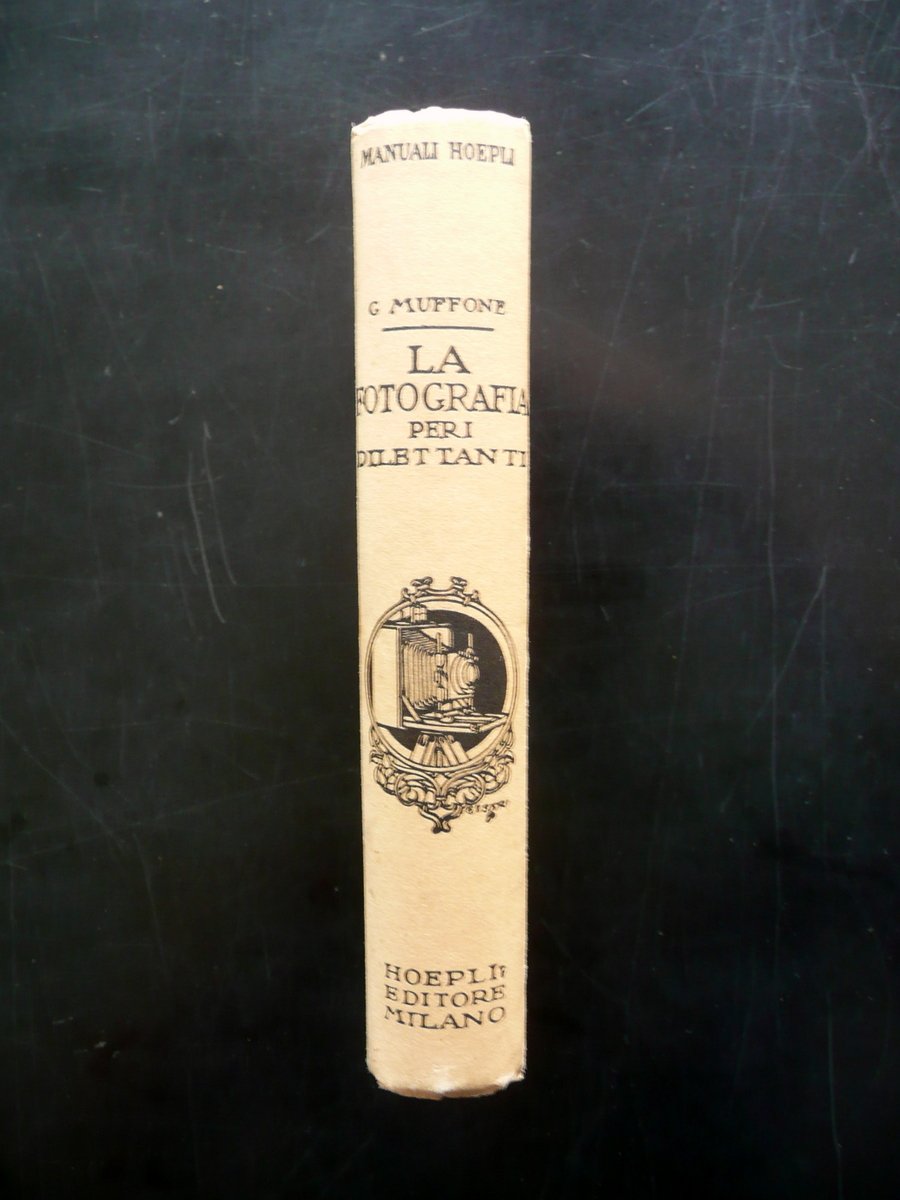 MANUALI HOEPLI
G MUFFONE
LA
FOTOGRAFIA
PER I
DILETTANTI
HOEPLI
EDITORE
MILANO